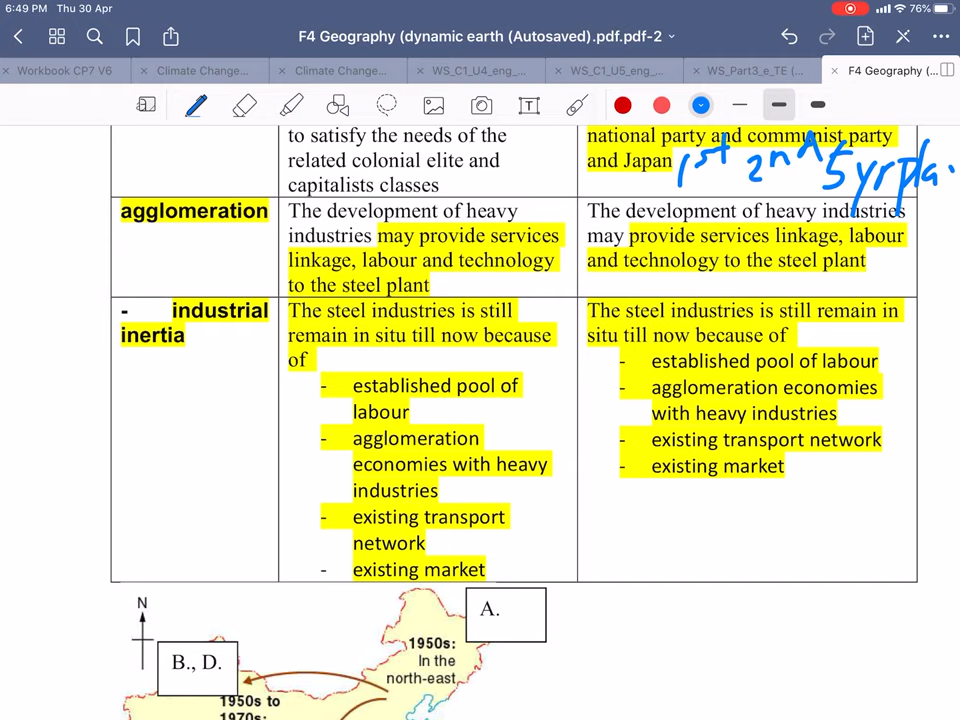 6:49 PM Thu 30 Apr
76%
F4 Geography (dynamic earth (Autosaved).pdf.pdf-2
Workbook CP7 V6
Climate Change...
Climate Change...
WS_C1_U4_eng_...
WS_C1_U5_eng_...
WS_Part3_e_TE (...
F4 Geography (...
to satisfy the needs of the
related colonial elite and
capitalists classes
national party and communist party
and Japan
1st 2nd 5 yr pla
agglomeration
The development of heavy
industries may provide services
linkage, labour and technology
to the steel plant
The development of heavy industries
may provide services linkage, labour
and technology to the steel plant
- industrial
inertia
The steel industries is still
remain in situ till now because
of
- established pool of
labour
- agglomeration
economies with heavy
industries
- existing transport
network
- existing market
The steel industries is still remain in
situ till now because of
- established pool of labour
- agglomeration economies
with heavy industries
- existing transport network
- existing market
N
A.
B., D.
1950s:
In the
north-east
1950s to
1970s: